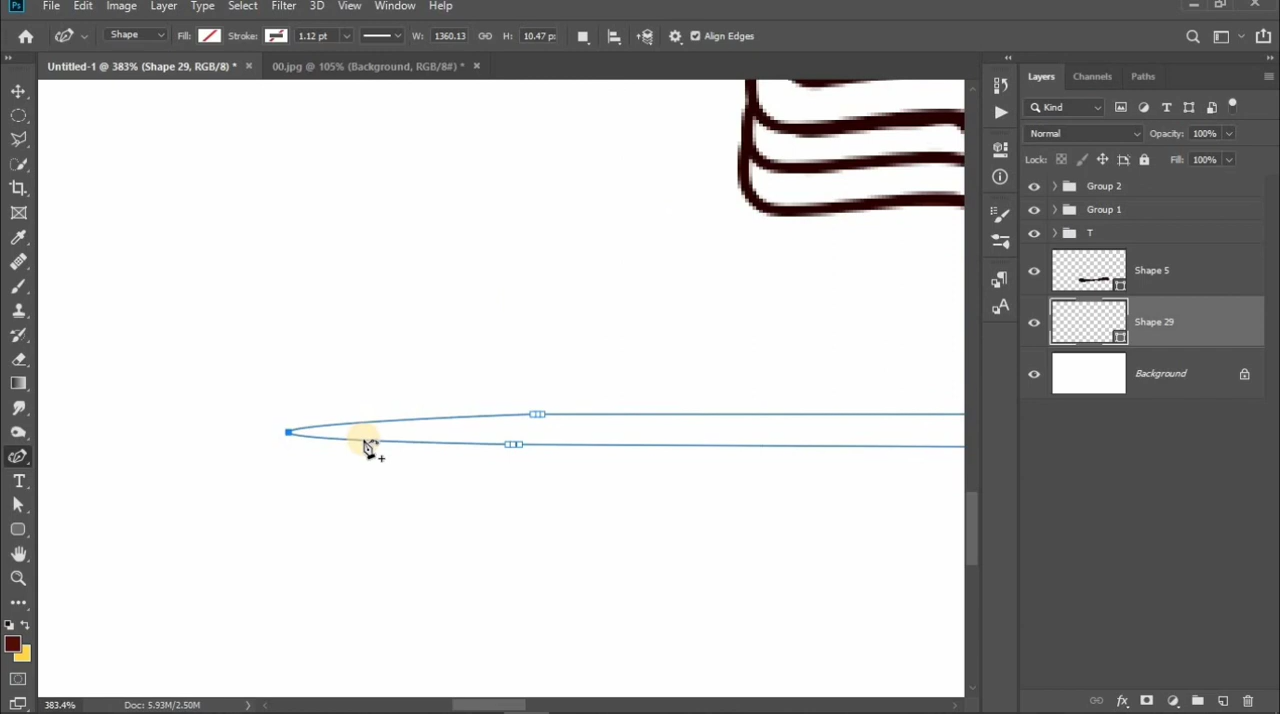 Ps File Edit Image Layer Type Select Filter 3D View Window Help
Shape Fill: Stroke: 1.12 pt W: 1360.13 H: 10.47 px Align Edges
Untitled-1 @ 383% (Shape 29, RGB/8) * × 00.jpg @ 105% (Background, RGB/8#) * ×
Layers Channels Paths
Kind
Normal Opacity: 100%
Lock: Fill: 100%
Group 2
Group 1
T
Shape 5
Shape 29
Background
383.4% Doc: 5.93M/2.50M